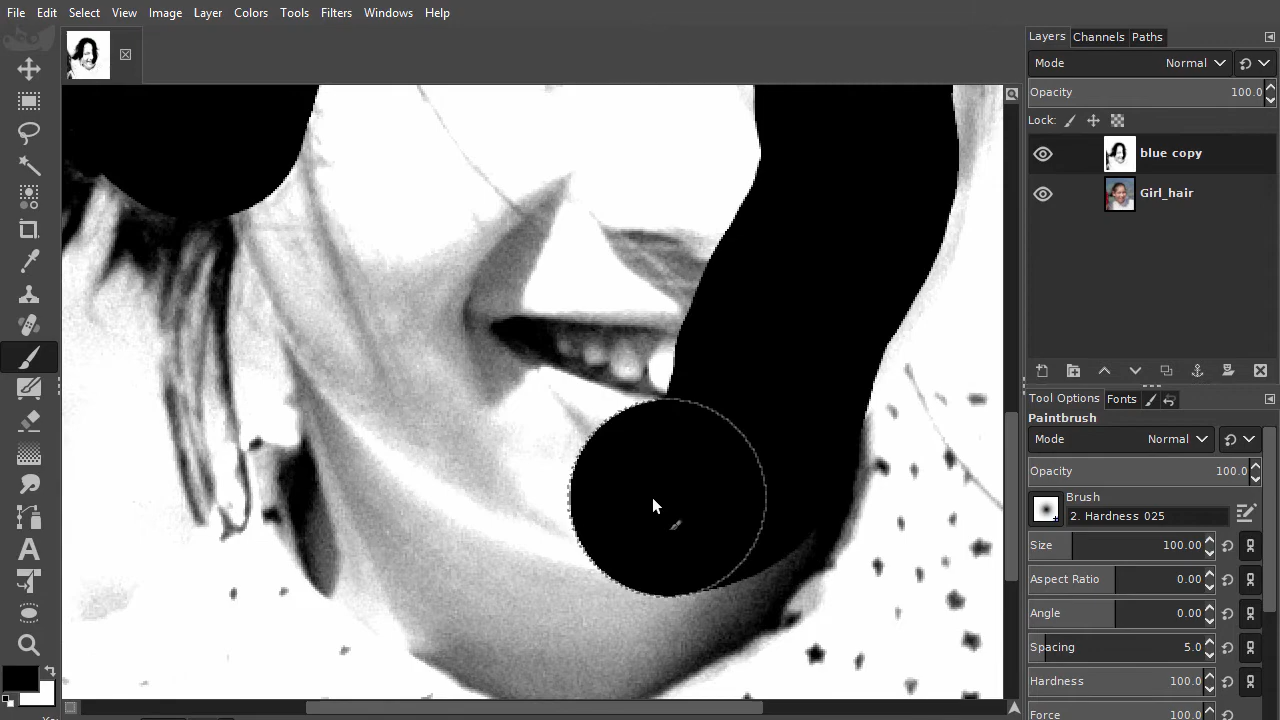 File Edit Select View Image Layer Colors Tools Filters Windows Help
Layers Channels Paths
Mode Normal
Opacity 100.0
Lock:
blue copy
Girl_hair
Tool Options Fonts
Paintbrush
Mode Normal
Opacity 100.0
Brush
2. Hardness 025
Size 100.00
Aspect Ratio 0.00
Angle 0.00
Spacing 5.0
Hardness 100.0
Force 100.0